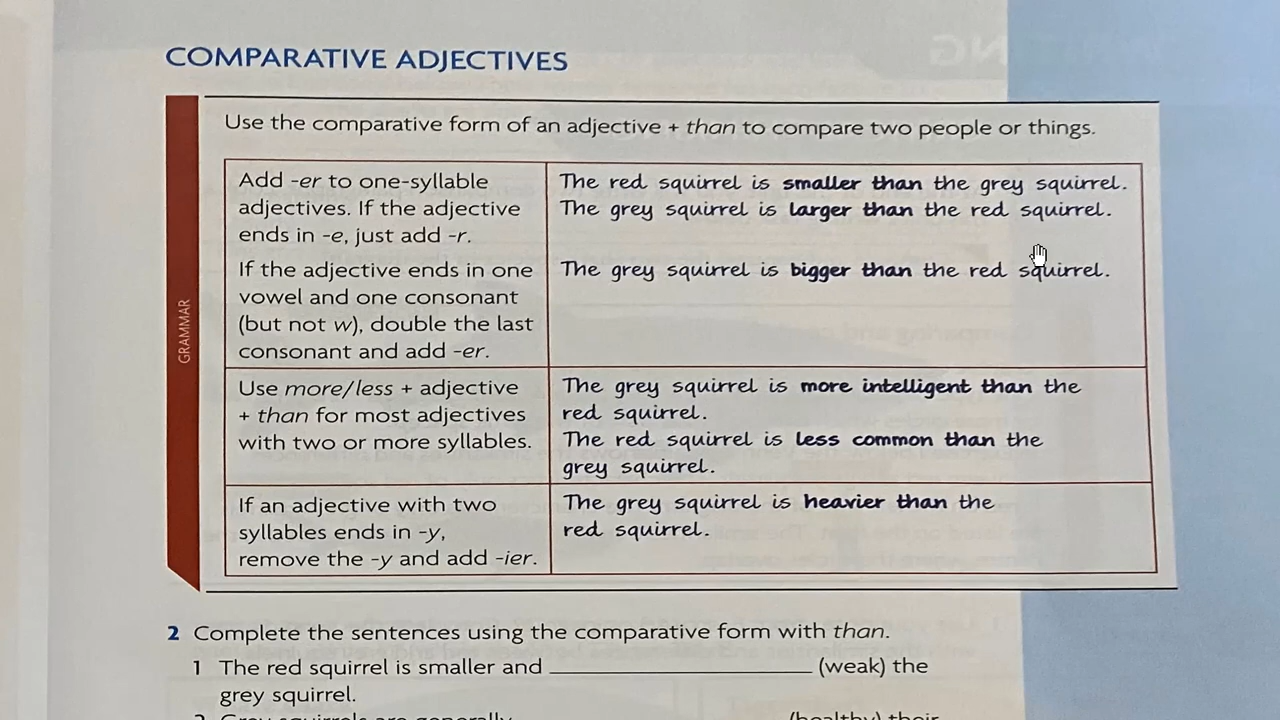 COMPARATIVE ADJECTIVES
GRAMMAR
Use the comparative form of an adjective + than to compare two people or things.
Add -er to one-syllable
adjectives. If the adjective
ends in -e, just add -r.
The red squirrel is smaller than the grey squirrel.
The grey squirrel is larger than the red squirrel.
If the adjective ends in one
vowel and one consonant
(but not w), double the last
consonant and add -er.
The grey squirrel is bigger than the red squirrel.
Use more/less + adjective
+ than for most adjectives
with two or more syllables.
The grey squirrel is more intelligent than the
red squirrel.
The red squirrel is less common than the
grey squirrel.
If an adjective with two
syllables ends in -y,
remove the -y and add -ier.
The grey squirrel is heavier than the
red squirrel.
2 Complete the sentences using the comparative form with than.
1 The red squirrel is smaller and ____________ (weak) the
grey squirrel.
2 Grey squirrels are generally ____________ (healthy) their